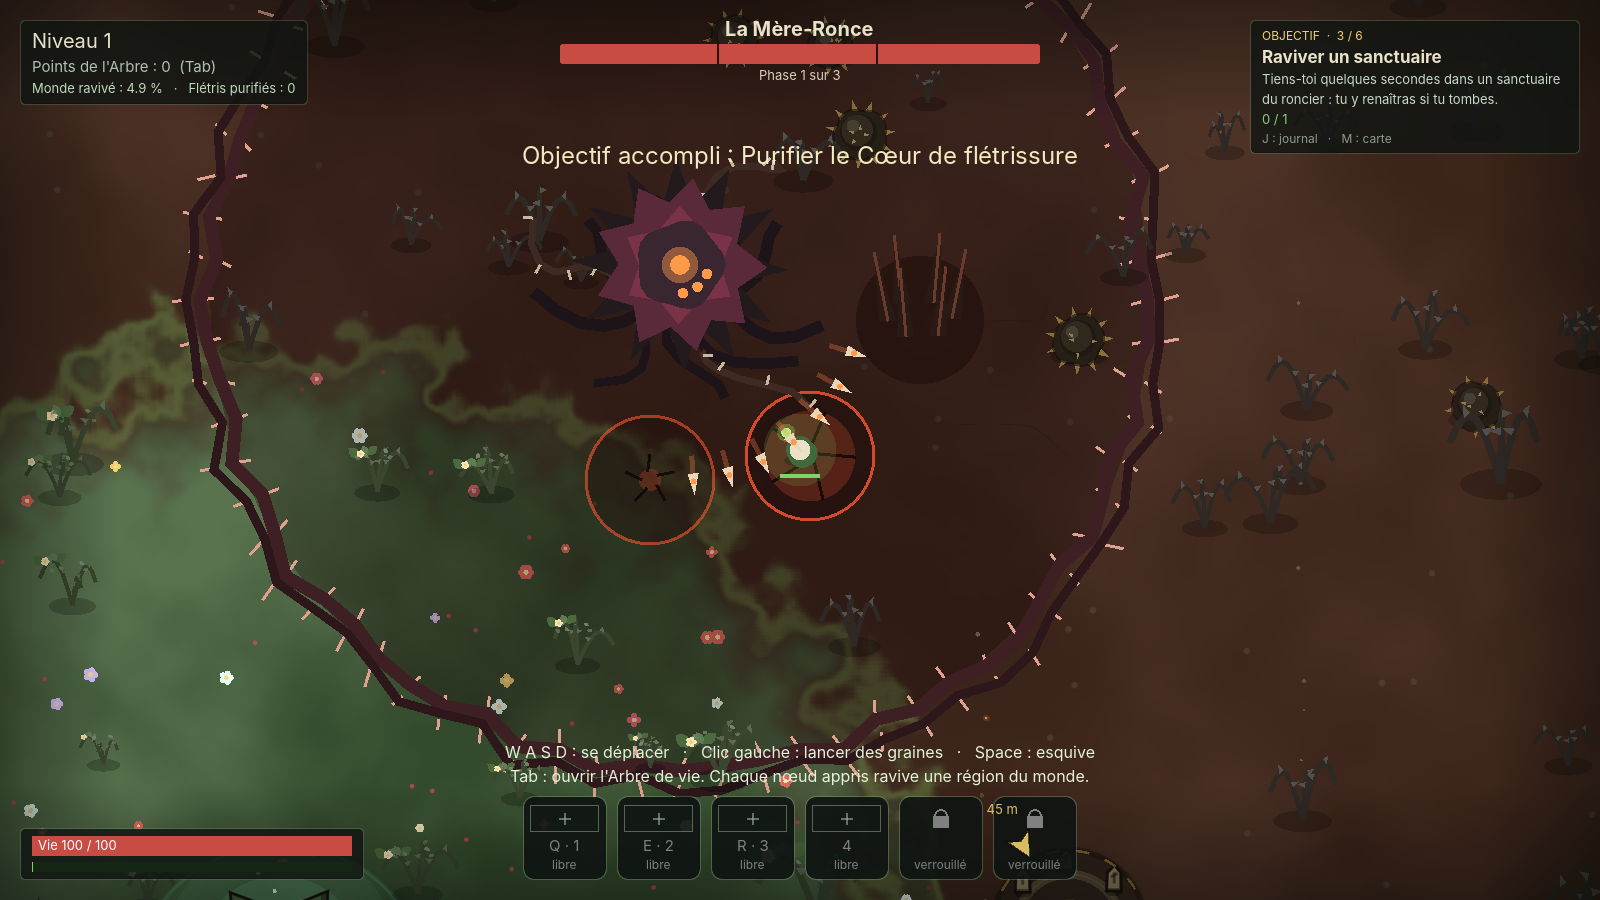 Niveau 1
Points de l'Arbre : 0 (Tab)
Monde ravivé : 4.9 % · Flétris purifiés : 0
La Mère-Ronce
Phase 1 sur 3
OBJECTIF · 3 / 6
Raviver un sanctuaire
Tiens-toi quelques secondes dans un sanctuaire
du roncier : tu y renaîtras si tu tombes.
0 / 1
J : journal · M : carte
Objectif accompli : Purifier le Cœur de flétrissure
W A S D : se déplacer · Clic gauche : lancer des graines · Space : esquive
Tab : ouvrir l'Arbre de vie. Chaque nœud appris ravive une région du monde.
45 m
Vie 100 / 100
Q · 1
libre
E · 2
libre
R · 3
libre
4
libre
verrouillé
verrouillé